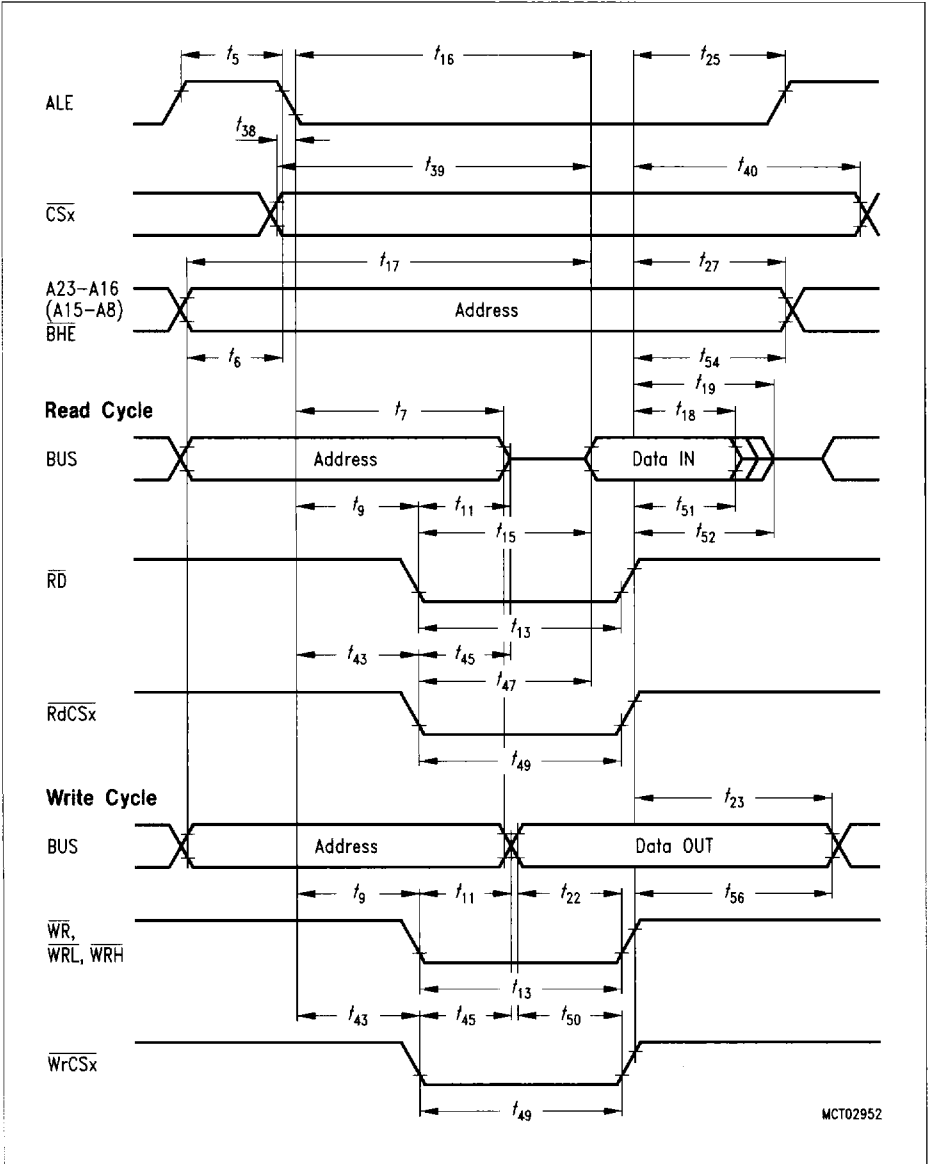 t5 t16 t25
ALE
t38
t39 t40
CSx
t17 t27
A23-A16
(A15-A8)
BHE
Address
t6 t54
t19
Read Cycle
t7 t18
BUS Address Data IN
t9 t11 t51
t15 t52
RD
t13
t43 t45
t47
RdCSx
t49
Write Cycle
t23
BUS Address Data OUT
t9 t11 t22 t56
WR,
WRL, WRH
t13
t43 t45 t50
WrCSx
t49
MCT02952